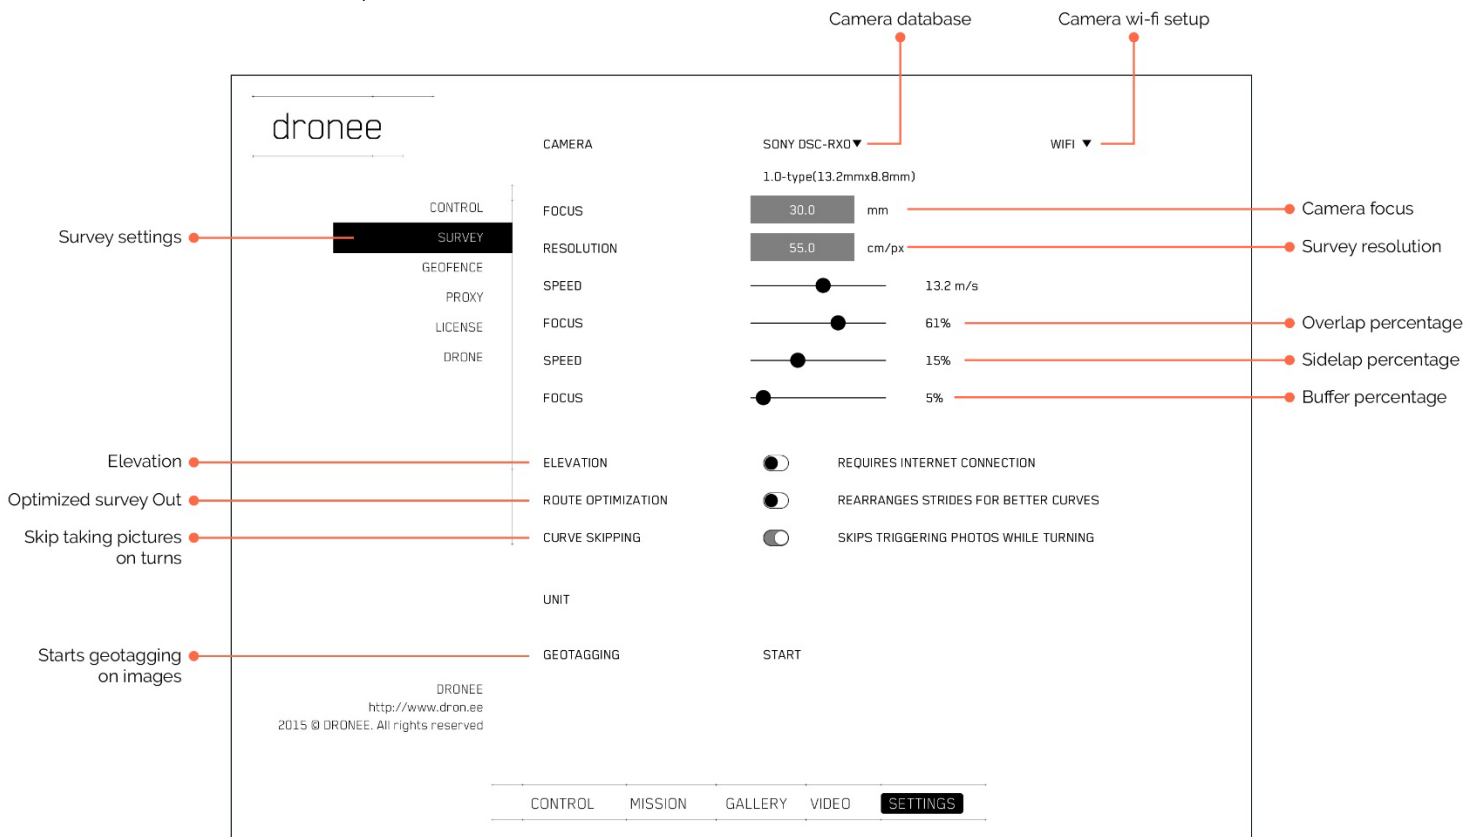 Camera database
Camera wi-fi setup
dronee
CAMERA
SONY DSC-RX0▼
WIFI ▼
1.0-type(13.2mmx8.8mm)
CONTROL
FOCUS
30.0
mm
Camera focus
Survey settings
SURVEY
RESOLUTION
55.0
cm/px
Survey resolution
GEOFENCE
SPEED
13.2 m/s
PROXY
LICENSE
FOCUS
61%
Overlap percentage
DRONE
SPEED
15%
Sidelap percentage
FOCUS
5%
Buffer percentage
Elevation
ELEVATION
REQUIRES INTERNET CONNECTION
Optimized survey Out
ROUTE OPTIMIZATION
REARRANGES STRIDES FOR BETTER CURVES
Skip taking pictures
on turns
CURVE SKIPPING
SKIPS TRIGGERING PHOTOS WHILE TURNING
UNIT
Starts geotagging
on images
GEOTAGGING
START
DRONEE
http://www.dron.ee
2015 © DRONEE. All rights reserved
CONTROL
MISSION
GALLERY
VIDEO
SETTINGS